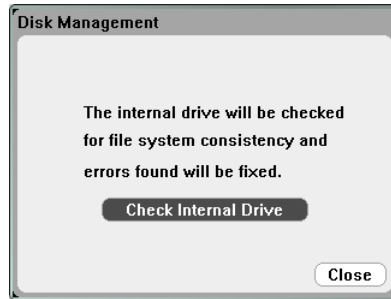 Disk Management
The internal drive will be checked
for file system consistency and
errors found will be fixed.
Check Internal Drive
Close